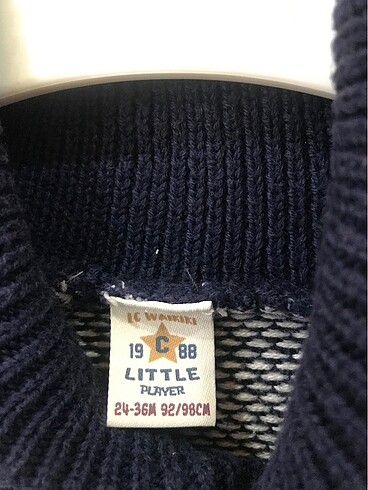 LC WAIKIKI
19 C 88
LITTLE
PLAYER
24-36M 92/98CM